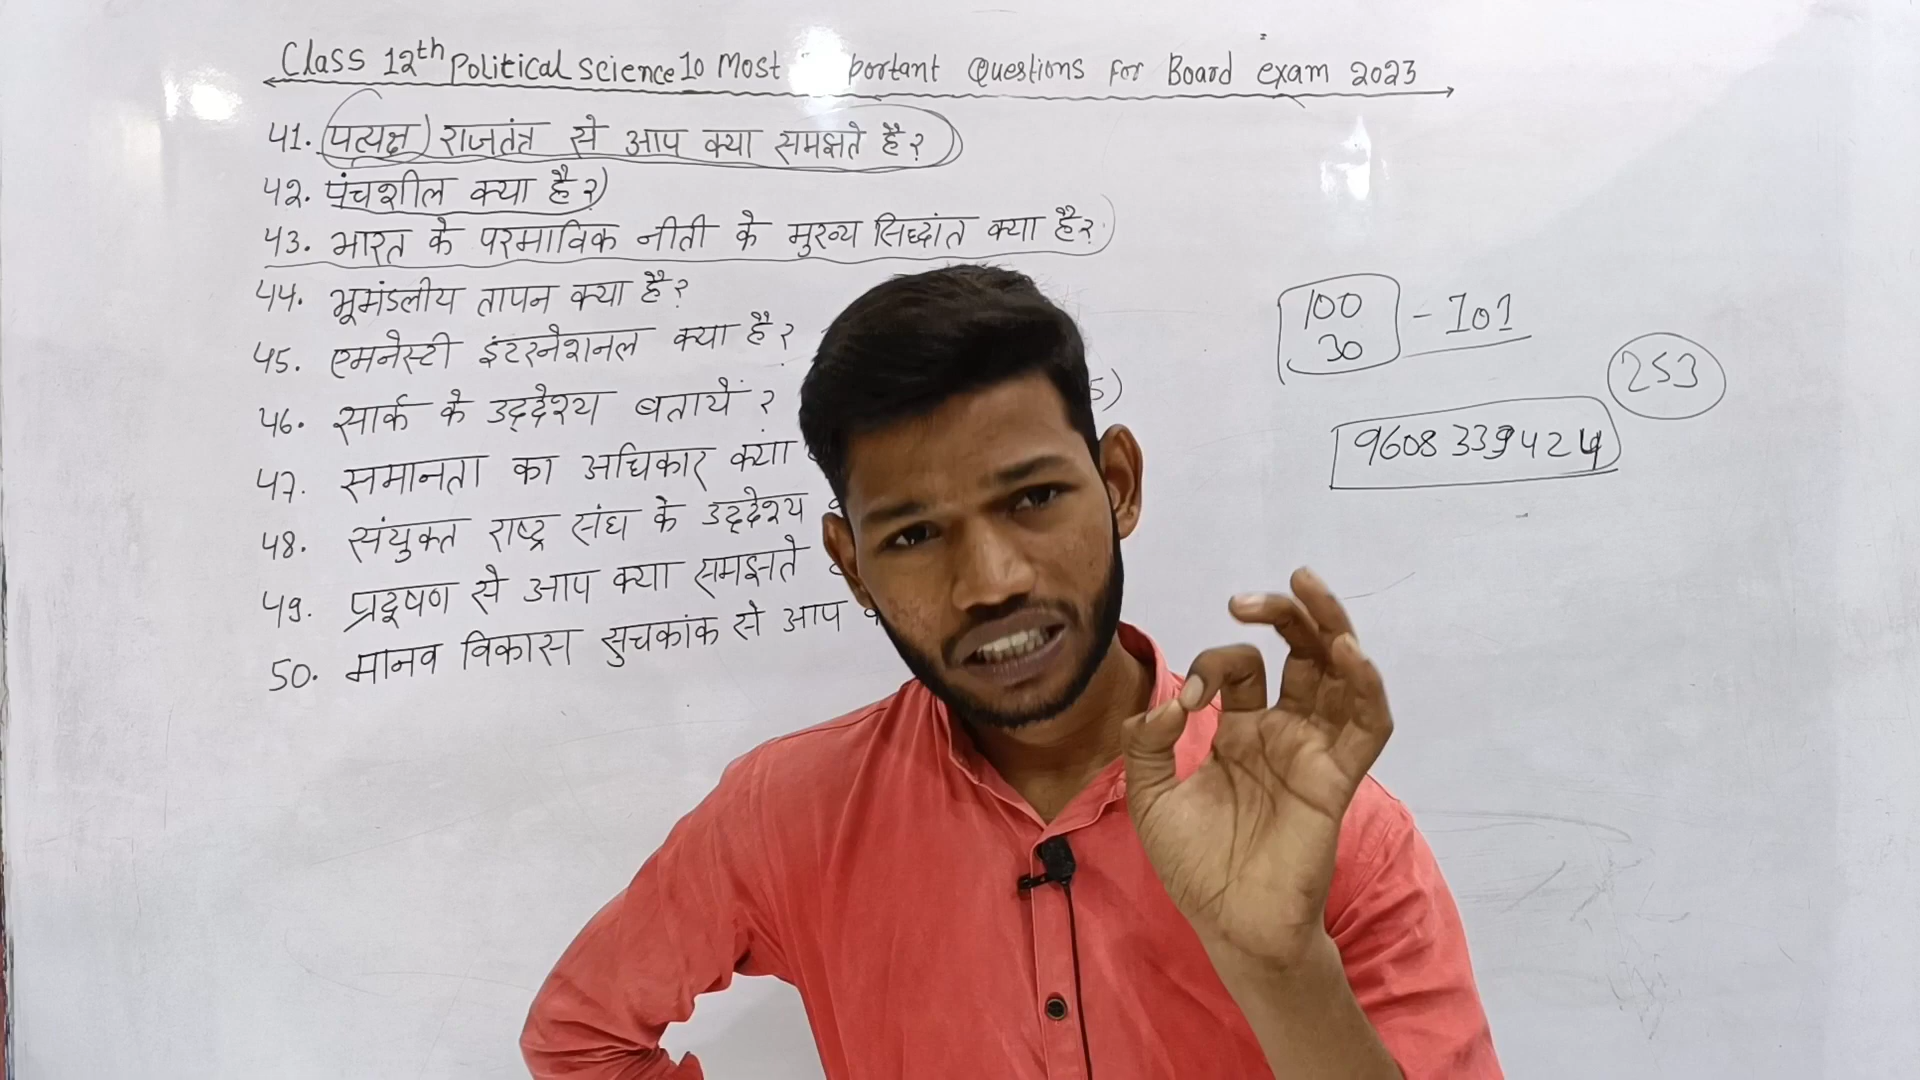 Class 12th Political science 10 Most portant Questions For Board exam 2023
41. (पत्यक्ष) राजतंत्र से आप क्या समझते है?
42. पंचशील क्या है?)
43. भारत के परमाविक नीती के मुख्य सिध्दांत क्या है?
44. भूमंडलीय तापन क्या है?
45. एमनेस्टी इंटरनेशनल क्या है?
46. सार्क के उद्देश्य बतायें? 5)
47. समानता का अधिकार क्या
48. संयुक्त राष्ट्र संघ के उद्देश्य
49. प्रदूषण से आप क्या समझते
50. मानव विकास सुचकांक से आप
100 - 101
30
253
9608339424